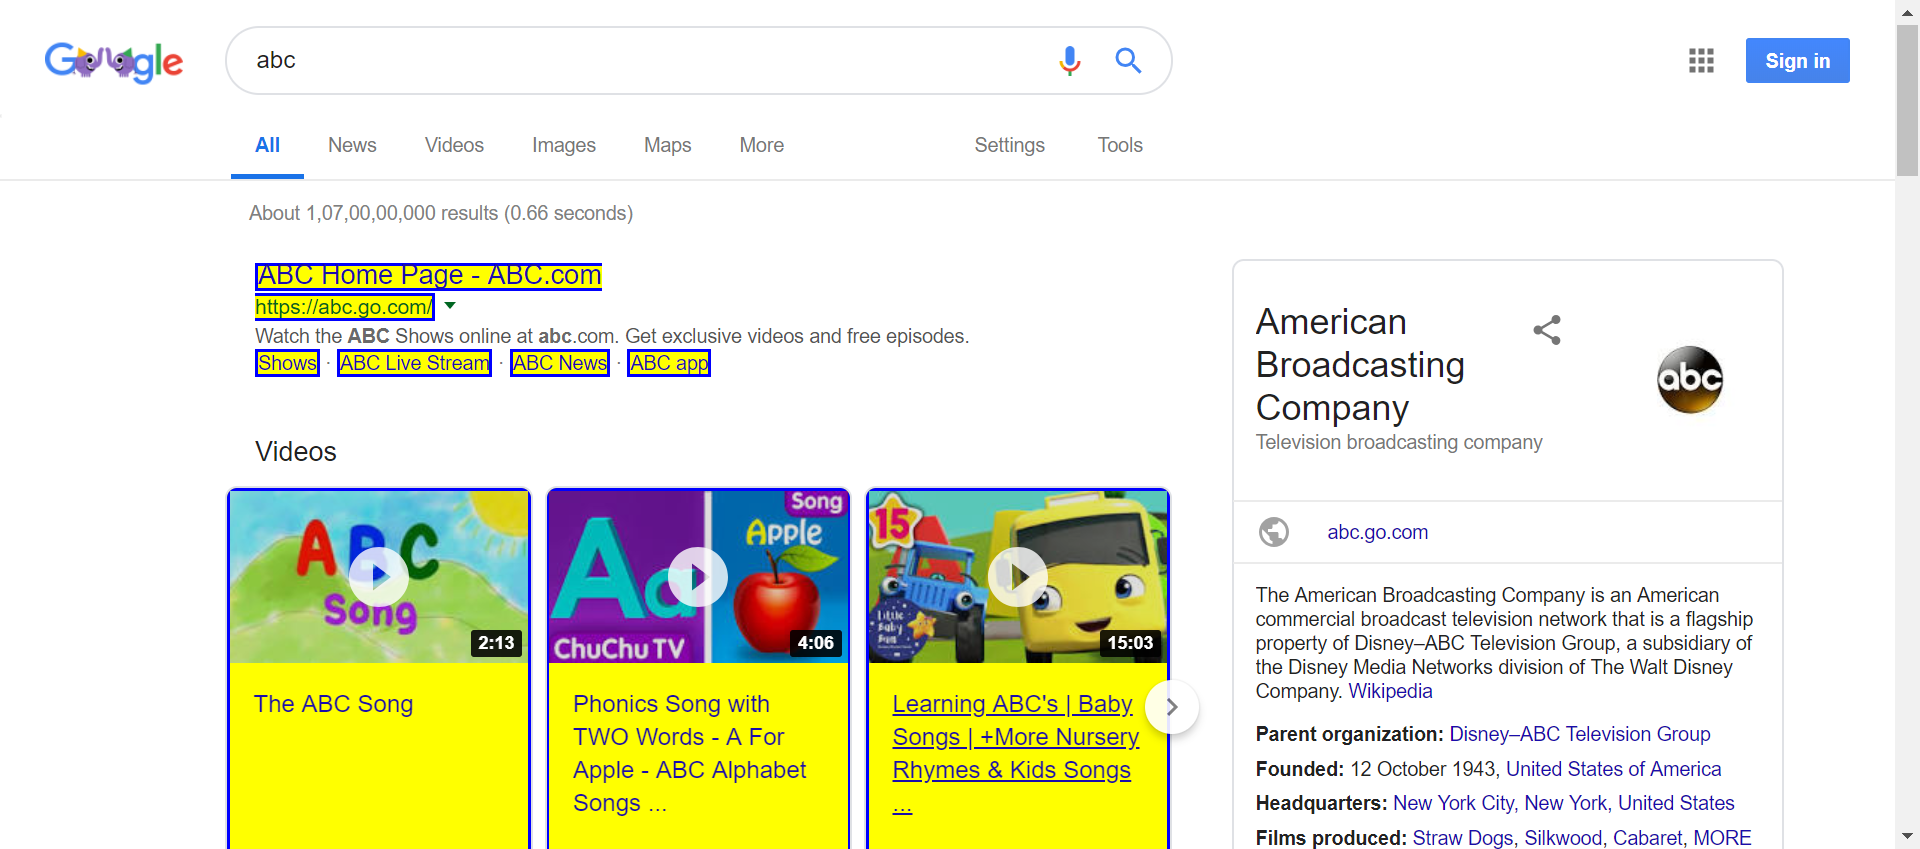 Google
abc
Sign in
All
News
Videos
Images
Maps
More
Settings
Tools
About 1,07,00,00,000 results (0.66 seconds)
ABC Home Page - ABC.com
https://abc.go.com/
Watch the ABC Shows online at abc.com. Get exclusive videos and free episodes.
Shows · ABC Live Stream · ABC News · ABC app
Videos
ABC
Song
2:13
The ABC Song
Song
Apple
Aa
ChuChu TV
4:06
Phonics Song with
TWO Words - A For
Apple - ABC Alphabet
Songs ...
15
Little
Baby
Bum
15:03
Learning ABC's | Baby
Songs | +More Nursery
Rhymes & Kids Songs
...
American
Broadcasting
Company
Television broadcasting company
abc
abc.go.com
The American Broadcasting Company is an American
commercial broadcast television network that is a flagship
property of Disney–ABC Television Group, a subsidiary of
the Disney Media Networks division of The Walt Disney
Company. Wikipedia
Parent organization: Disney–ABC Television Group
Founded: 12 October 1943, United States of America
Headquarters: New York City, New York, United States
Films produced: Straw Dogs, Silkwood, Cabaret, MORE